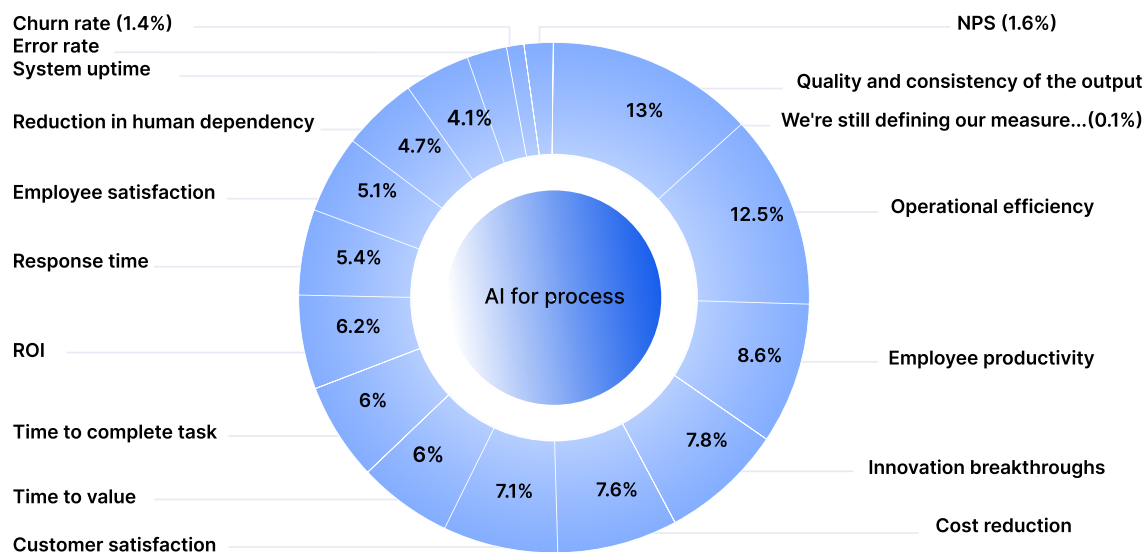 Churn rate (1.4%)
NPS (1.6%)
Error rate
System uptime
Quality and consistency of the output
13%
4.1%
We're still defining our measure...(0.1%)
Reduction in human dependency
4.7%
Employee satisfaction
5.1%
12.5%
Operational efficiency
Response time
5.4%
AI for process
6.2%
ROI
8.6%
Employee productivity
6%
Time to complete task
7.8%
6%
Innovation breakthroughs
Time to value
7.1%
7.6%
Cost reduction
Customer satisfaction